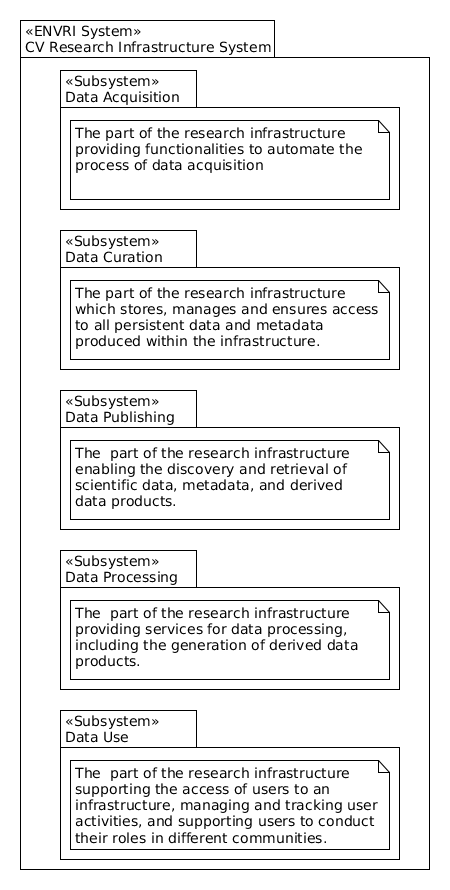 «ENVRI System»
CV Research Infrastructure System
«Subsystem»
Data Acquisition
The part of the research infrastructure
providing functionalities to automate the
process of data acquisition
«Subsystem»
Data Curation
The part of the research infrastructure
which stores, manages and ensures access
to all persistent data and metadata
produced within the infrastructure.
«Subsystem»
Data Publishing
The  part of the research infrastructure
enabling the discovery and retrieval of
scientific data, metadata, and derived
data products.
«Subsystem»
Data Processing
The  part of the research infrastructure
providing services for data processing,
including the generation of derived data
products.
«Subsystem»
Data Use
The  part of the research infrastructure
supporting the access of users to an
infrastructure, managing and tracking user
activities, and supporting users to conduct
their roles in different communities.